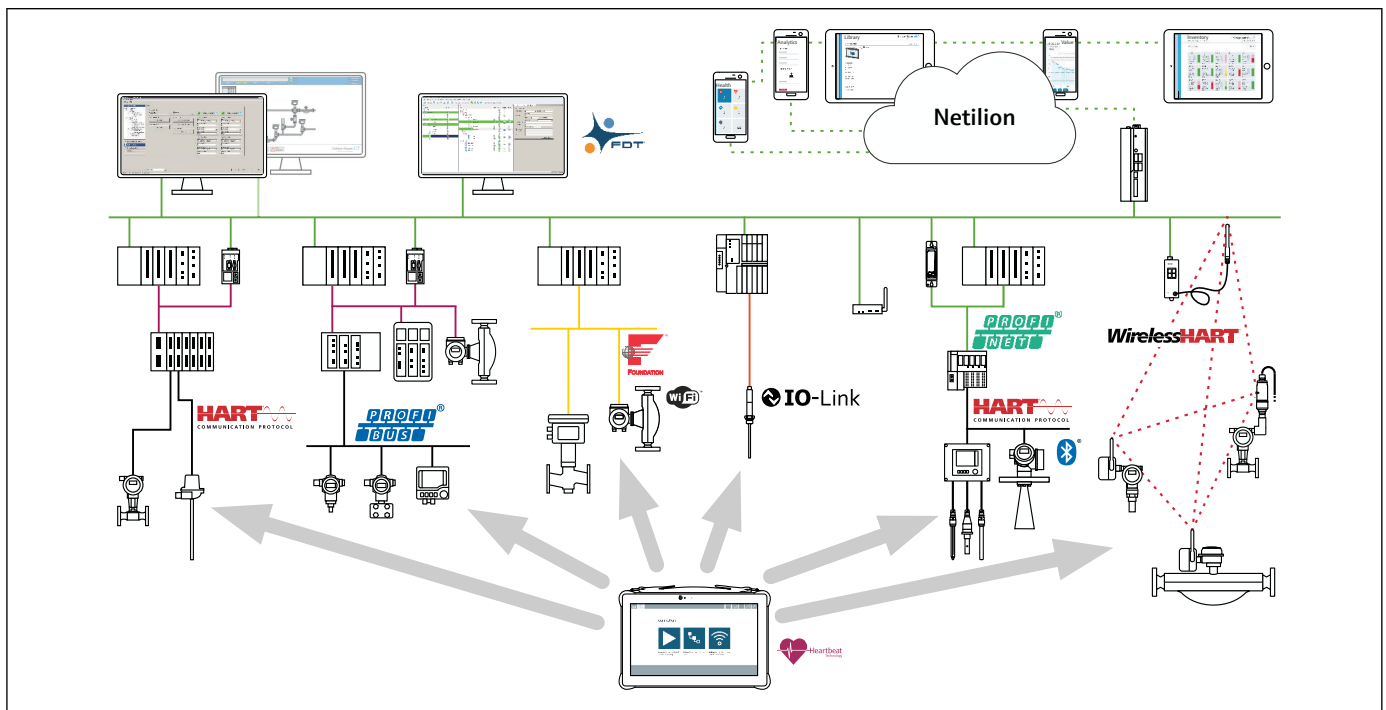 Analytics
Library
Value
Inventory
Health
Netilion
FDT
PROFI
NET
®
WirelessHART
FOUNDATION
WiFi
IO-Link
HART
COMMUNICATION PROTOCOL
PROFI
BUS
®
HART
COMMUNICATION PROTOCOL
®
Heartbeat
Technology